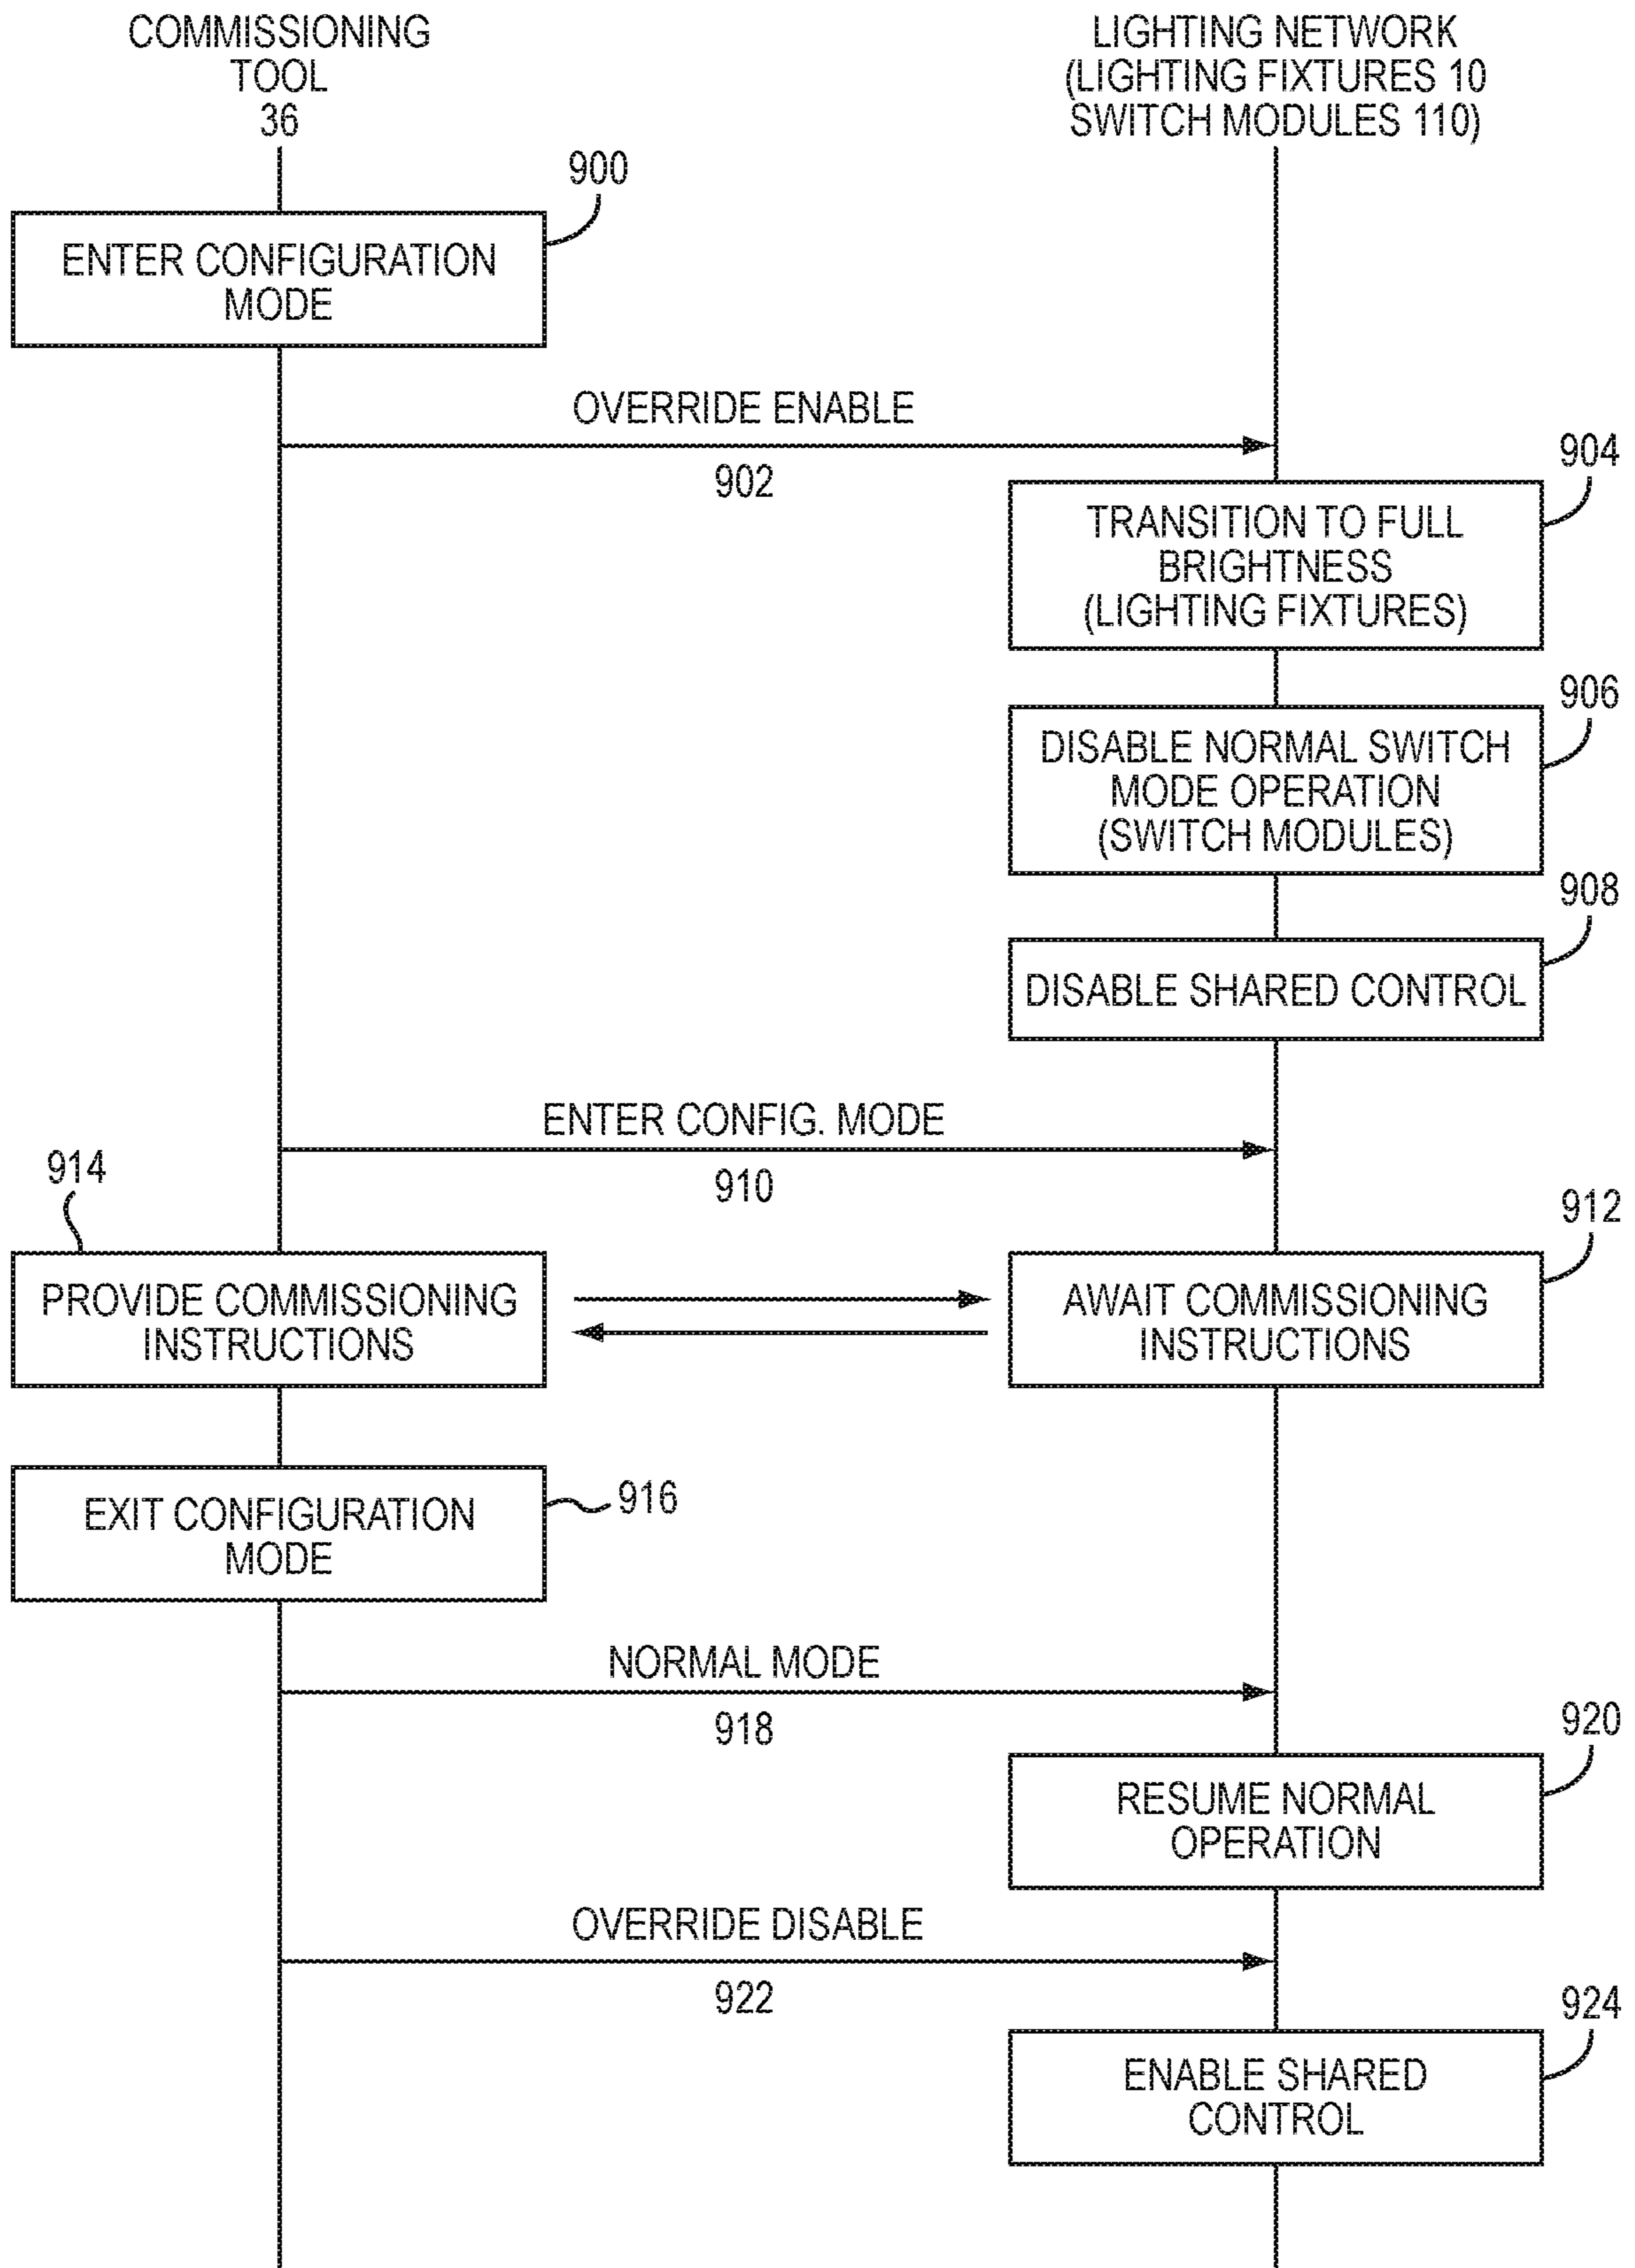 COMMISSIONING
TOOL
36
LIGHTING NETWORK
(LIGHTING FIXTURES 10
SWITCH MODULES 110)
900
ENTER CONFIGURATION
MODE
OVERRIDE ENABLE
902
904
TRANSITION TO FULL
BRIGHTNESS
(LIGHTING FIXTURES)
906
DISABLE NORMAL SWITCH
MODE OPERATION
(SWITCH MODULES)
908
DISABLE SHARED CONTROL
ENTER CONFIG. MODE
910
914
PROVIDE COMMISSIONING
INSTRUCTIONS
912
AWAIT COMMISSIONING
INSTRUCTIONS
EXIT CONFIGURATION
MODE
916
NORMAL MODE
918
920
RESUME NORMAL
OPERATION
OVERRIDE DISABLE
922
924
ENABLE SHARED
CONTROL